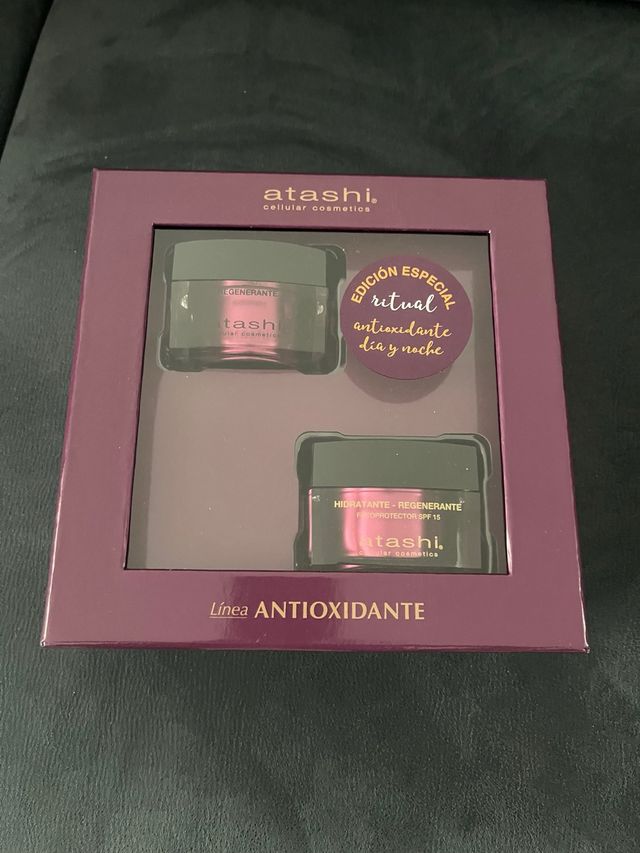 atashi®
cellular cosmetics
REGENERANTE
atashi
cellular cosmetics
EDICIÓN ESPECIAL
ritual
antioxidante
día y noche
HIDRATANTE - REGENERANTE
FOTOPROTECTOR SPF 15
atashi®
cellular cosmetics
Línea ANTIOXIDANTE